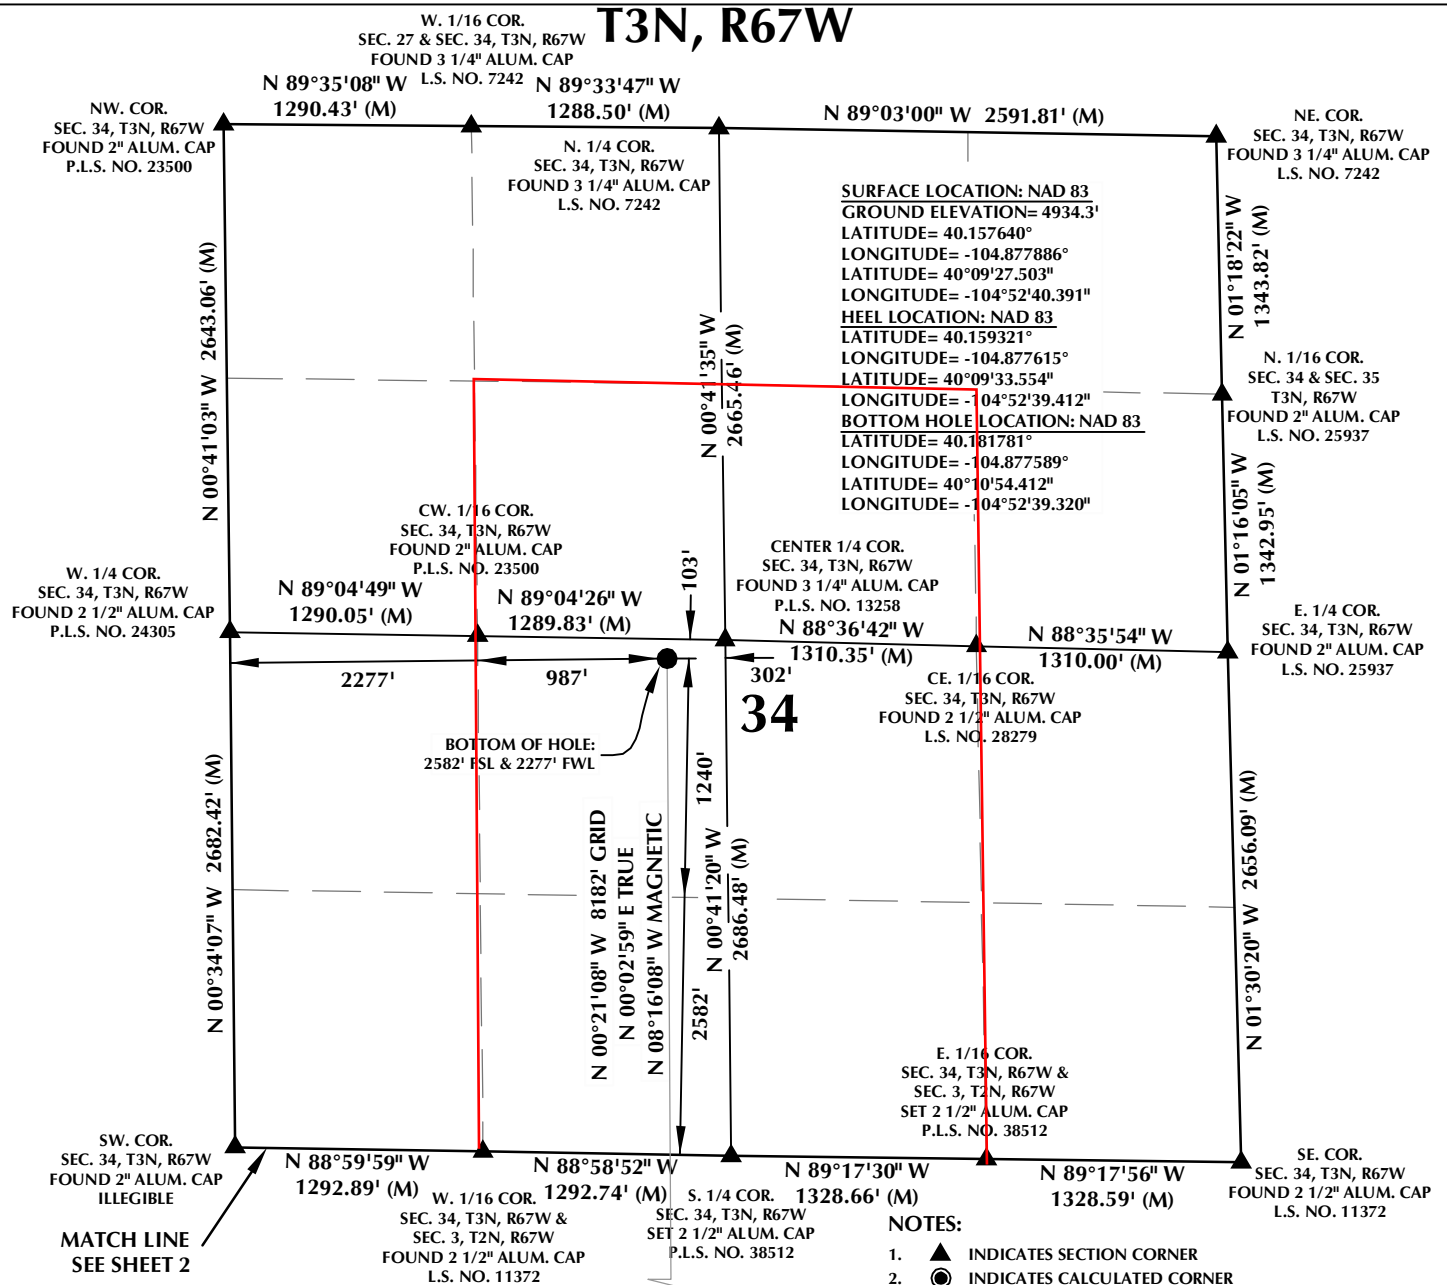 T3N, R67W
W. 1/16 COR.
SEC. 27 & SEC. 34, T3N, R67W
FOUND 3 1/4" ALUM. CAP
L.S. NO. 7242
N 89°35'08" W
1290.43' (M)
N 89°33'47" W
1288.50' (M)
N 89°03'00" W 2591.81' (M)
NW. COR.
SEC. 34, T3N, R67W
FOUND 2" ALUM. CAP
P.L.S. NO. 23500
N. 1/4 COR.
SEC. 34, T3N, R67W
FOUND 3 1/4" ALUM. CAP
L.S. NO. 7242
NE. COR.
SEC. 34, T3N, R67W
FOUND 3 1/4" ALUM. CAP
L.S. NO. 7242
SURFACE LOCATION: NAD 83
GROUND ELEVATION= 4934.3'
LATITUDE= 40.157640°
LONGITUDE= -104.877886°
LATITUDE= 40°09'27.503"
LONGITUDE= -104°52'40.391"
HEEL LOCATION: NAD 83
LATITUDE= 40.159321°
LONGITUDE= -104.877615°
LATITUDE= 40°09'33.554"
LONGITUDE= -104°52'39.412"
BOTTOM HOLE LOCATION: NAD 83
LATITUDE= 40.181781°
LONGITUDE= -104.877589°
LATITUDE= 40°10'54.412"
LONGITUDE= -104°52'39.320"
N 00°41'03" W 2643.06' (M)
N 00°41'35" W
2665.46' (M)
N 01°18'22" W
1343.82' (M)
N. 1/16 COR.
SEC. 34 & SEC. 35
T3N, R67W
FOUND 2" ALUM. CAP
L.S. NO. 25937
N 01°16'05" W
1342.95' (M)
CW. 1/16 COR.
SEC. 34, T3N, R67W
FOUND 2" ALUM. CAP
P.L.S. NO. 23500
CENTER 1/4 COR.
SEC. 34, T3N, R67W
FOUND 3 1/4" ALUM. CAP
P.L.S. NO. 13258
W. 1/4 COR.
SEC. 34, T3N, R67W
FOUND 2 1/2" ALUM. CAP
P.L.S. NO. 24305
N 89°04'49" W
1290.05' (M)
N 89°04'26" W
1289.83' (M)
103'
N 88°36'42" W
1310.35' (M)
N 88°35'54" W
1310.00' (M)
E. 1/4 COR.
SEC. 34, T3N, R67W
FOUND 2" ALUM. CAP
L.S. NO. 25937
2277'
987'
302'
34
CE. 1/16 COR.
SEC. 34, T3N, R67W
FOUND 2 1/2" ALUM. CAP
L.S. NO. 28279
BOTTOM OF HOLE:
2582' FSL & 2277' FWL
1240'
N 00°34'07" W 2682.42' (M)
N 00°21'08" W 8182' GRID
N 00°02'59" E TRUE
N 08°16'08" W MAGNETIC
2582'
N 00°41'20" W
2686.48' (M)
N 01°30'20" W 2656.09' (M)
E. 1/16 COR.
SEC. 34, T3N, R67W &
SEC. 3, T2N, R67W
SET 2 1/2" ALUM. CAP
P.L.S. NO. 38512
SW. COR.
SEC. 34, T3N, R67W
FOUND 2" ALUM. CAP
ILLEGIBLE
N 88°59'59" W
1292.89' (M)
N 88°58'52" W
1292.74' (M)
N 89°17'30" W
1328.66' (M)
N 89°17'56" W
1328.59' (M)
SE. COR.
SEC. 34, T3N, R67W
FOUND 2 1/2" ALUM. CAP
L.S. NO. 11372
W. 1/16 COR.
SEC. 34, T3N, R67W &
SEC. 3, T2N, R67W
FOUND 2 1/2" ALUM. CAP
L.S. NO. 11372
S. 1/4 COR.
SEC. 34, T3N, R67W
SET 2 1/2" ALUM. CAP
P.L.S. NO. 38512
MATCH LINE
SEE SHEET 2
NOTES:
1. INDICATES SECTION CORNER
2. INDICATES CALCULATED CORNER